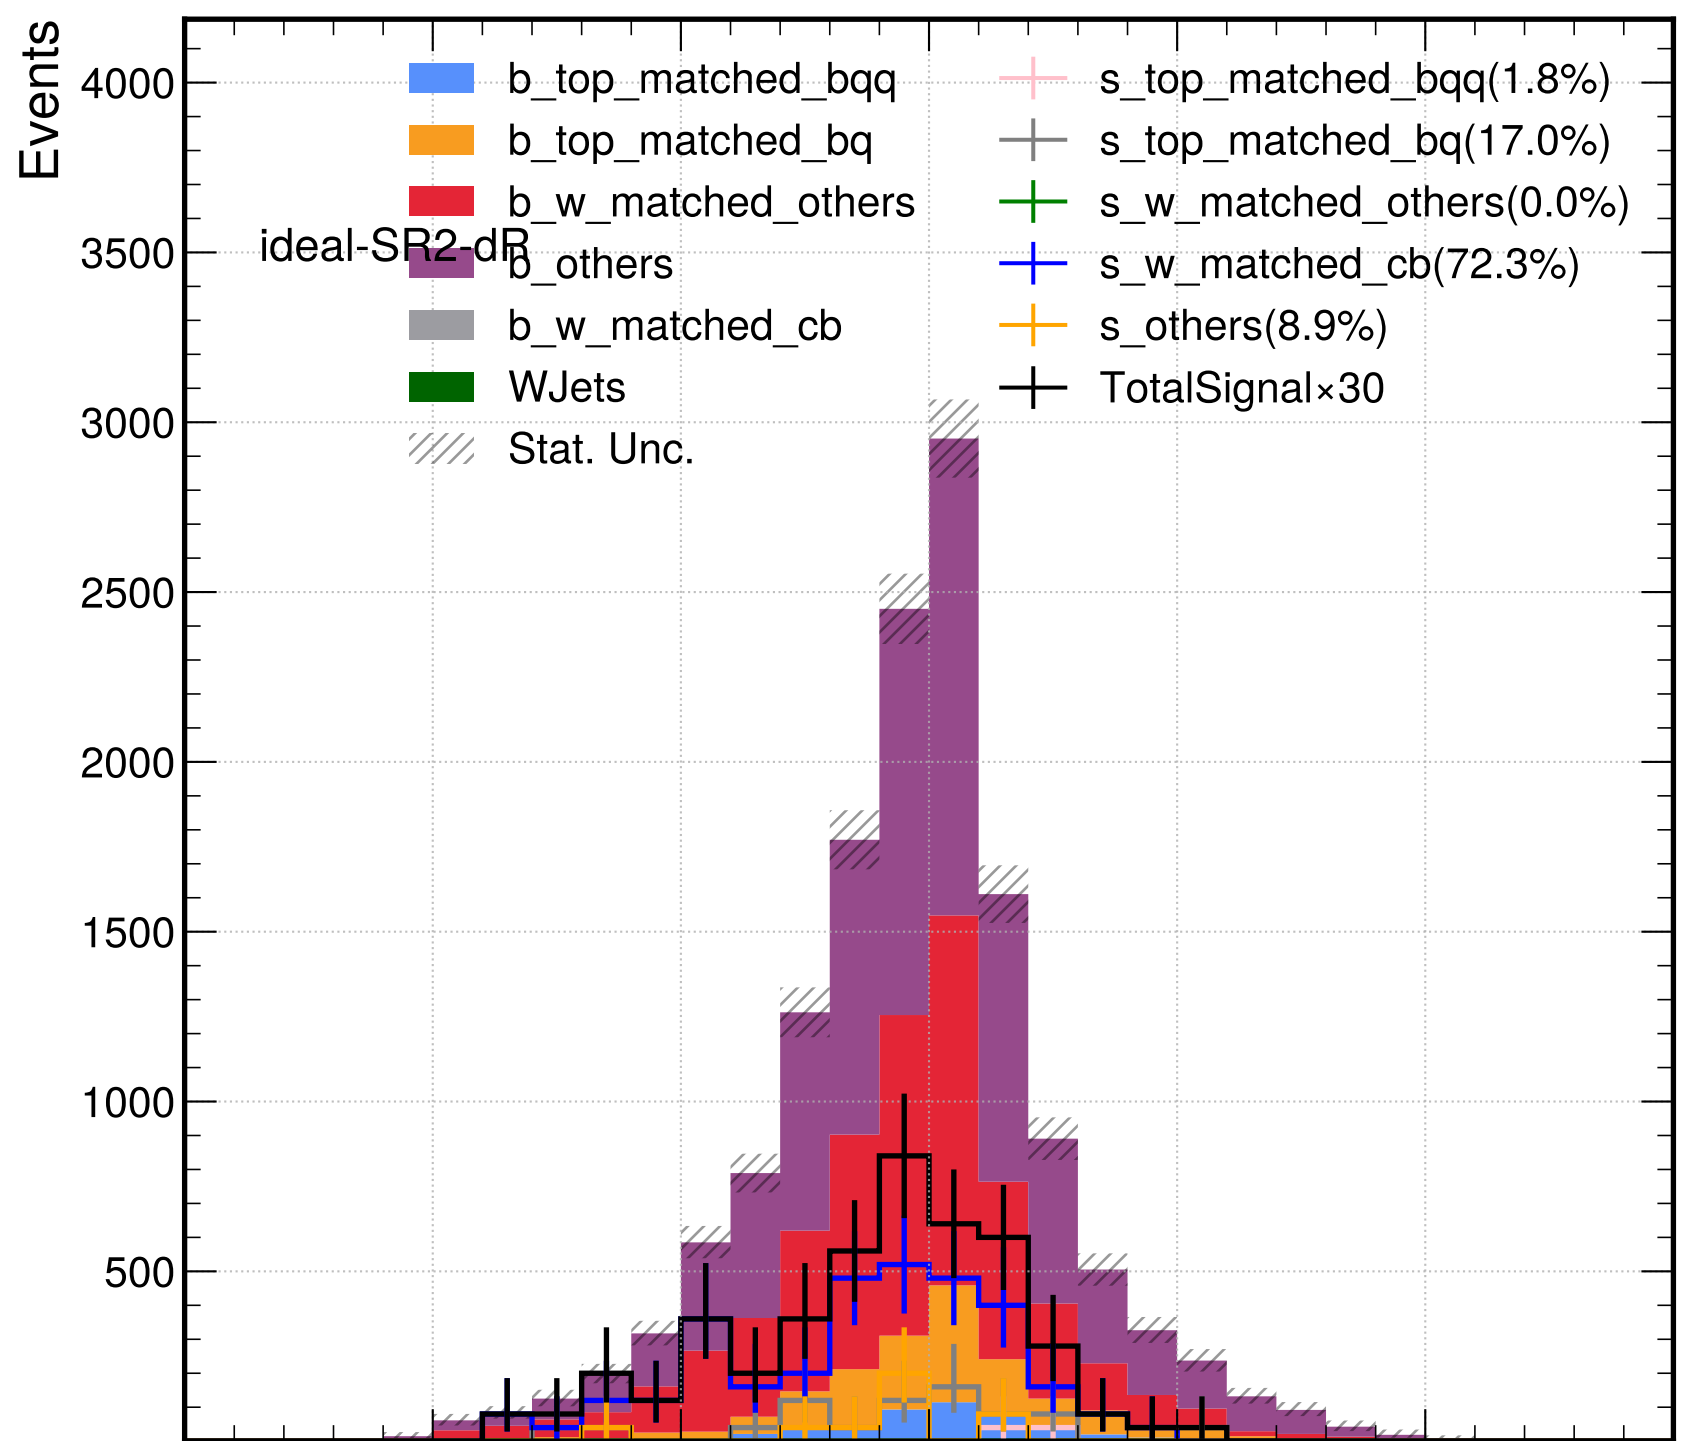 Events
4000
3500
3000
2500
2000
1500
1000
500
ideal-SR2-dR
b_top_matched_bqq
b_top_matched_bq
b_w_matched_others
b_others
b_w_matched_cb
WJets
Stat. Unc.
s_top_matched_bqq(1.8%)
s_top_matched_bq(17.0%)
s_w_matched_others(0.0%)
s_w_matched_cb(72.3%)
s_others(8.9%)
TotalSignal×30